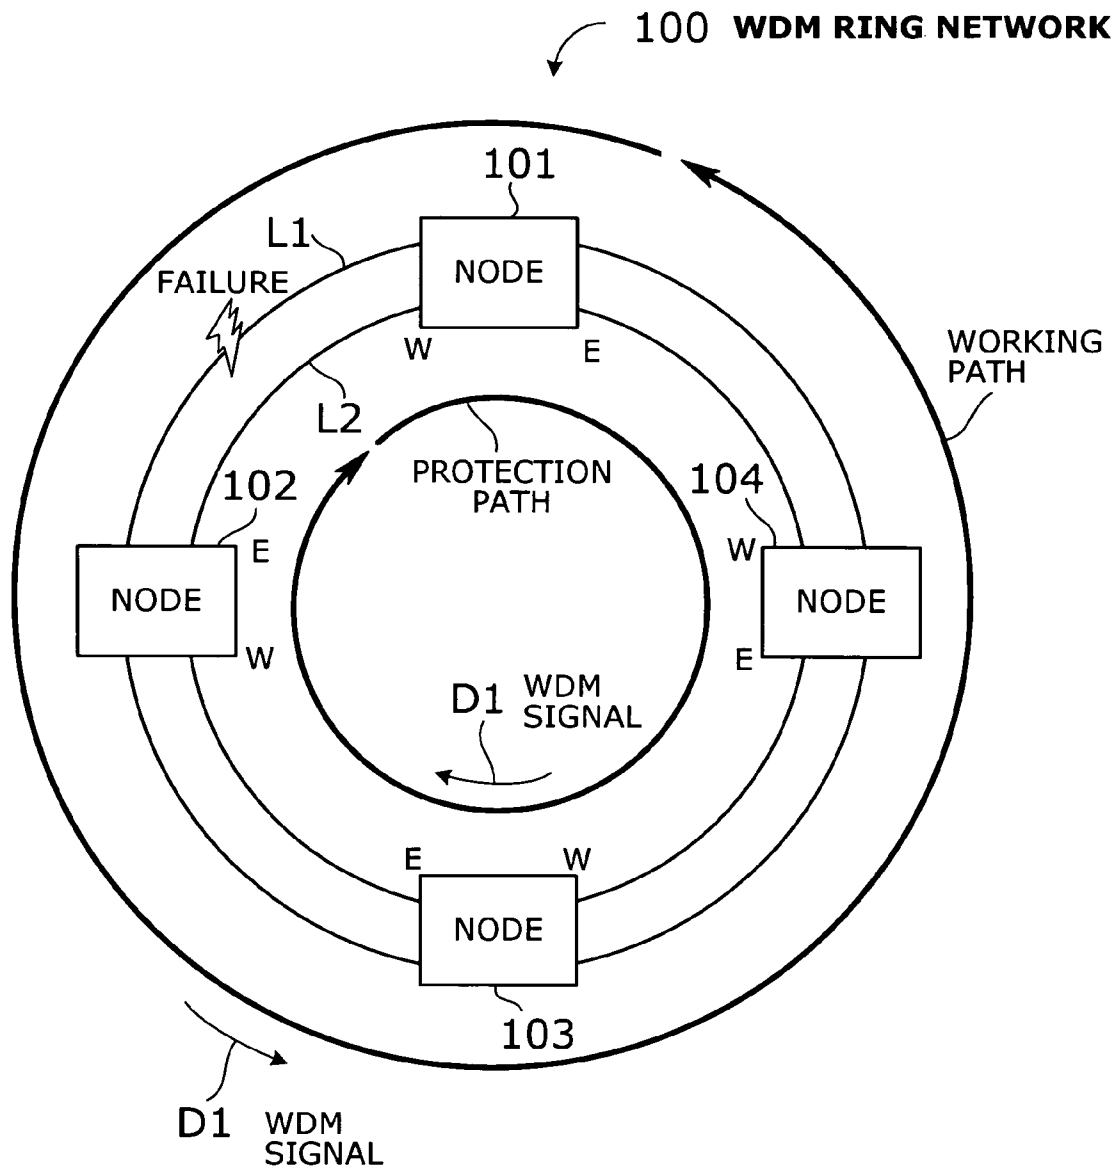 100 WDM RING NETWORK
101
L1
FAILURE
NODE
W
E
WORKING
PATH
L2
PROTECTION
PATH
102
104
E
W
NODE
NODE
W
E
D1
WDM
SIGNAL
E
W
NODE
103
D1
WDM
SIGNAL